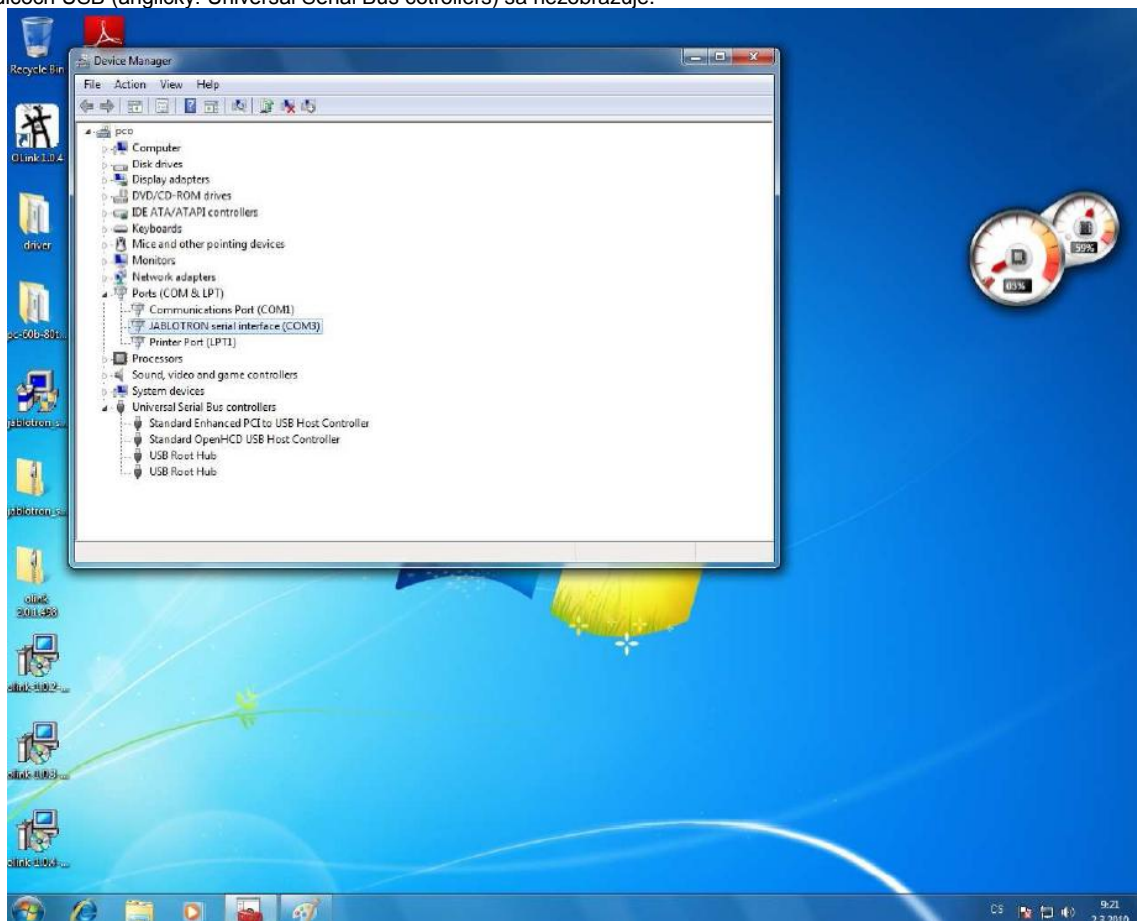 (anglicky: Universal Serial Bus cotrollers) sa nezobrazuje.
Recycle Bin
OLink 1.0.4
driver
Device Manager
File Action View Help
pco
Computer
Disk drives
Display adapters
DVD/CD-ROM drives
IDE ATA/ATAPI controllers
Keyboards
Mice and other pointing devices
Monitors
Network adapters
Ports (COM & LPT)
Communications Port (COM1)
JABLOTRON serial interface (COM3)
Printer Port (LPT1)
Processors
Sound, video and game controllers
System devices
Universal Serial Bus controllers
Standard Enhanced PCI to USB Host Controller
Standard OpenHCD USB Host Controller
USB Root Hub
USB Root Hub
59%
03%
CS
9:21
2.3.2010